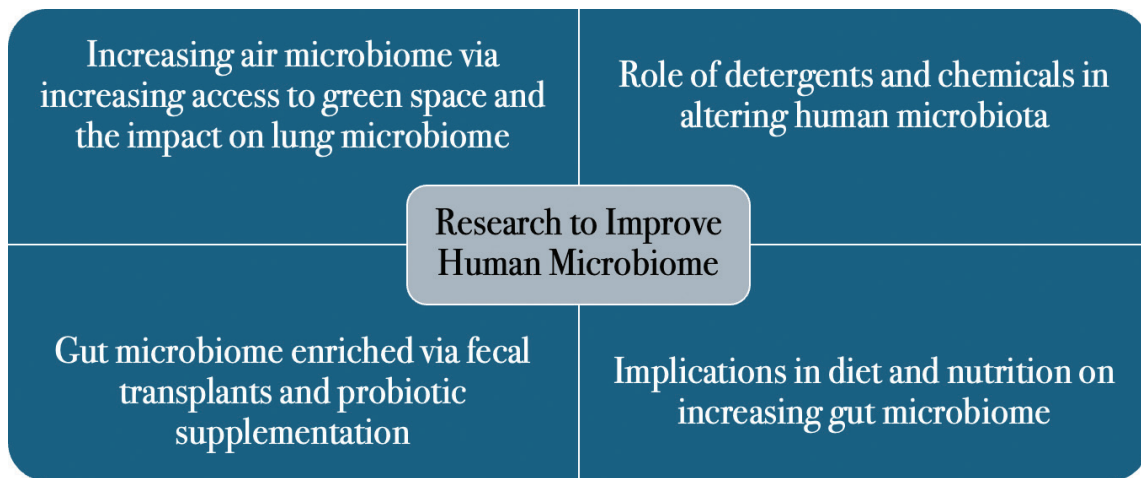 Increasing air microbiome via
increasing access to green space and
the impact on lung microbiome
Role of detergents and chemicals in
altering human microbiota
Research to Improve
Human Microbiome
Gut microbiome enriched via fecal
transplants and probiotic
supplementation
Implications in diet and nutrition on
increasing gut microbiome